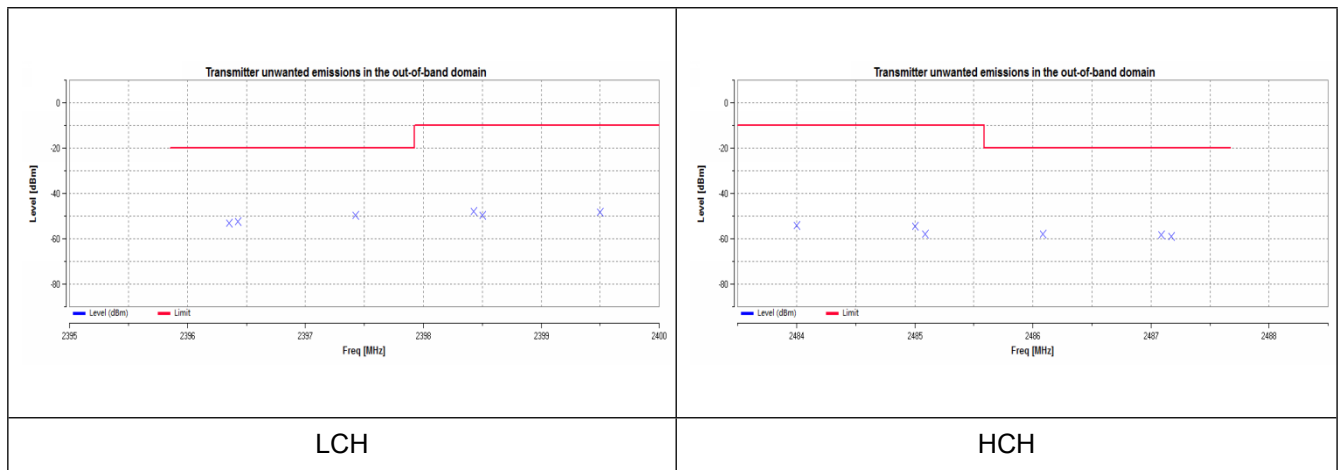 Transmitter unwanted emissions in the out-of-band domain
0
-20
-40
-60
-80
Level [dBm]
Level (dBm) Limit
2395 2396 2397 2398 2399 2400
Freq [MHz]
LCH
Transmitter unwanted emissions in the out-of-band domain
0
-20
-40
-60
-80
Level [dBm]
Level (dBm) Limit
2484 2485 2486 2487 2488
Freq [MHz]
HCH